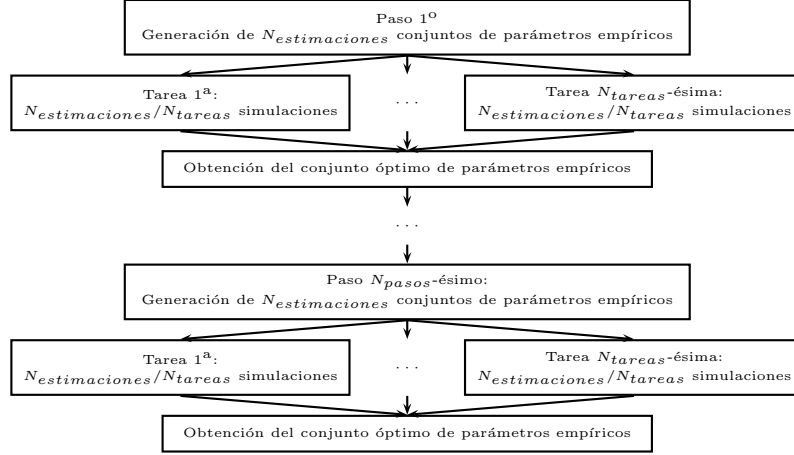 Paso 1º
Generación de N_estimaciones conjuntos de parámetros empíricos
Tarea 1ª:
N_estimaciones/N_tareas simulaciones
...
Tarea N_tareas-ésima:
N_estimaciones/N_tareas simulaciones
Obtención del conjunto óptimo de parámetros empíricos
...
Paso N_pasos-ésimo:
Generación de N_estimaciones conjuntos de parámetros empíricos
Tarea 1ª:
N_estimaciones/N_tareas simulaciones
...
Tarea N_tareas-ésima:
N_estimaciones/N_tareas simulaciones
Obtención del conjunto óptimo de parámetros empíricos